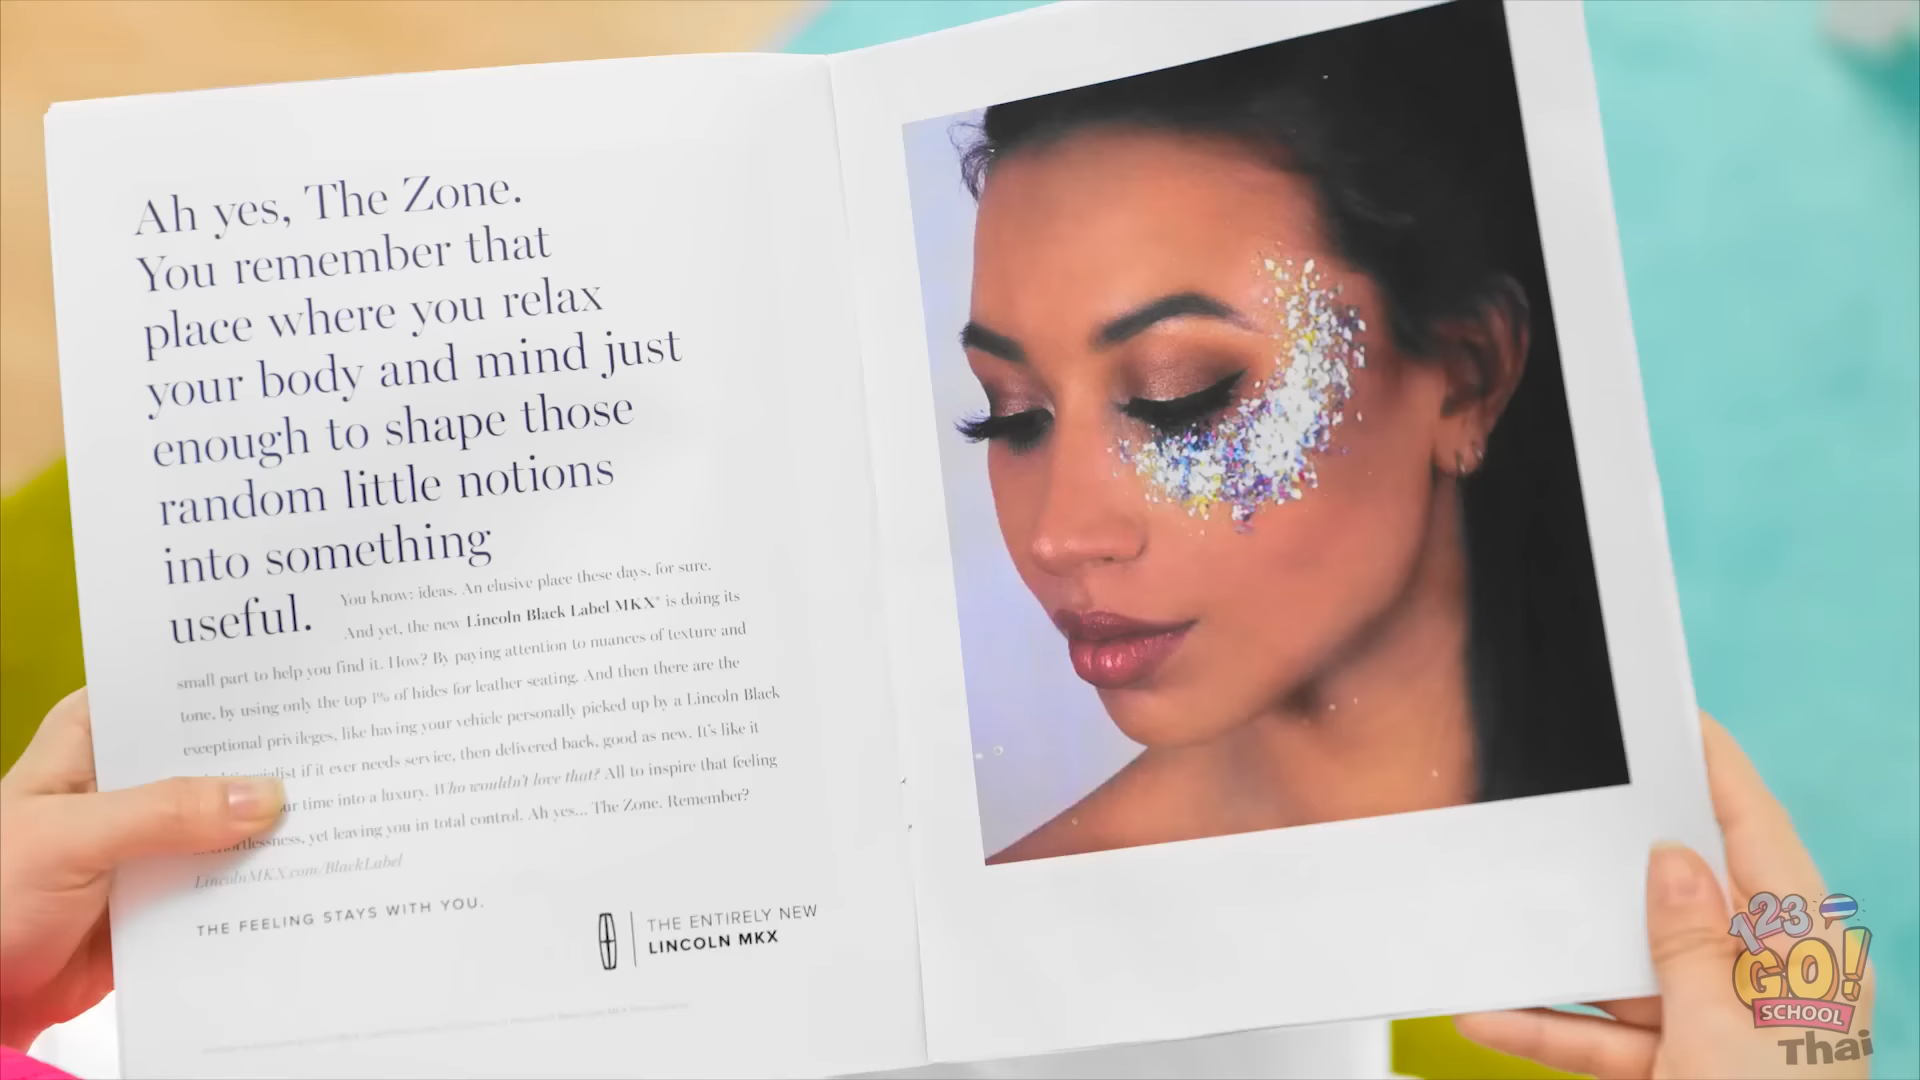 Ah yes, The Zone.
You remember that
place where you relax
your body and mind just
enough to shape those
random little notions
into something
useful. You know: ideas. An elusive place these days, for sure.
And yet, the new Lincoln Black Label MKX* is doing its
small part to help you find it. How? By paying attention to nuances of texture and
tone, by using only the top 1% of hides for leather seating. And then there are the
exceptional privileges, like having your vehicle personally picked up by a Lincoln Black
if it ever needs service, then delivered back, good as new. It's like it
time into a luxury. Who wouldn't love that? All to inspire that feeling
yet leaving you in total control. Ah yes... The Zone. Remember?
LincolnMKX.com/BlackLabel
THE FEELING STAYS WITH YOU.
THE ENTIRELY NEW
LINCOLN MKX
123
GO!
SCHOOL
Thai